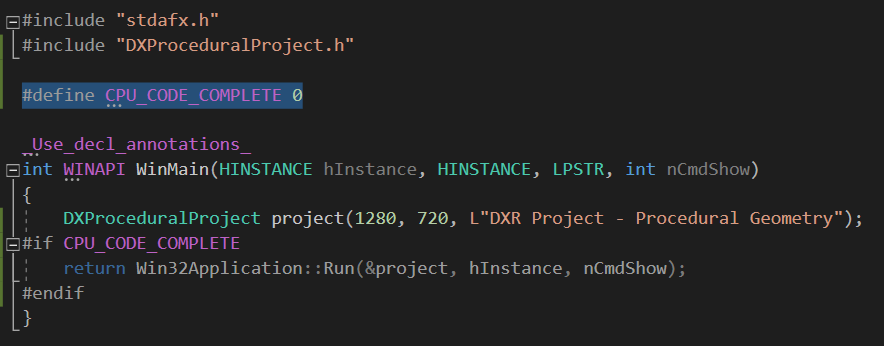 #include "stdafx.h"
#include "DXProceduralProject.h"
#define CPU_CODE_COMPLETE 0
_Use_decl_annotations_
int WINAPI WinMain(HINSTANCE hInstance, HINSTANCE, LPSTR, int nCmdShow)
{
DXProceduralProject project(1280, 720, L"DXR Project - Procedural Geometry");
#if CPU_CODE_COMPLETE
return Win32Application::Run(&project, hInstance, nCmdShow);
#endif
}